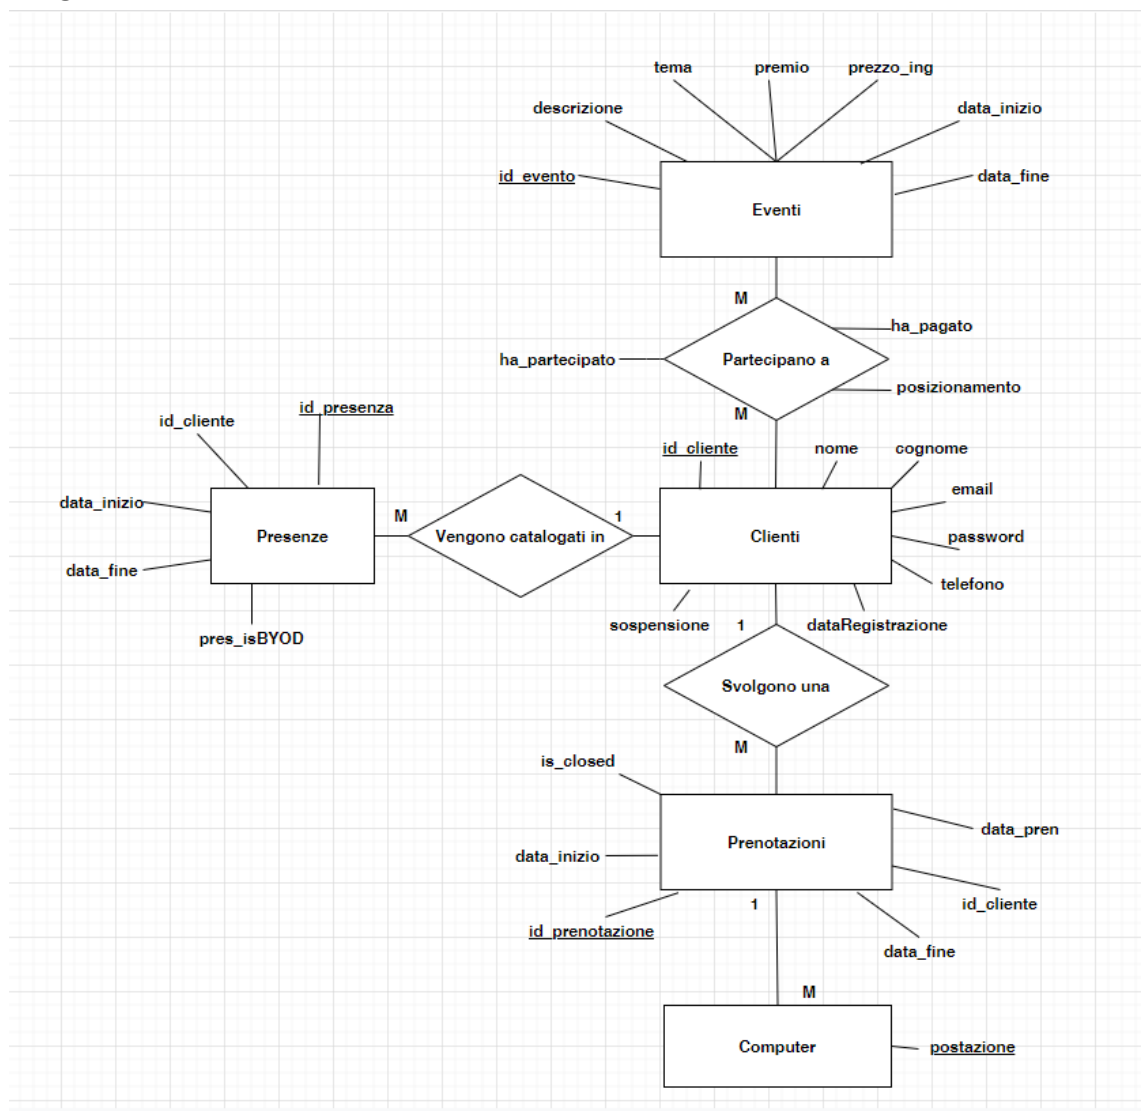 tema premio prezzo_ing
descrizione data_inizio
id_evento data_fine
Eventi
M
ha_pagato
ha_partecipato Partecipano a
posizionamento
M
id_cliente id_presenza
id_cliente nome cognome
data_inizio email
M 1
Presenze Vengono catalogati in Clienti password
data_fine telefono
pres_isBYOD sospensione 1 dataRegistrazione
Svolgono una
M
is_closed
data_pren
Prenotazioni
data_inizio
1 id_cliente
id_prenotazione
data_fine
M
Computer postazione